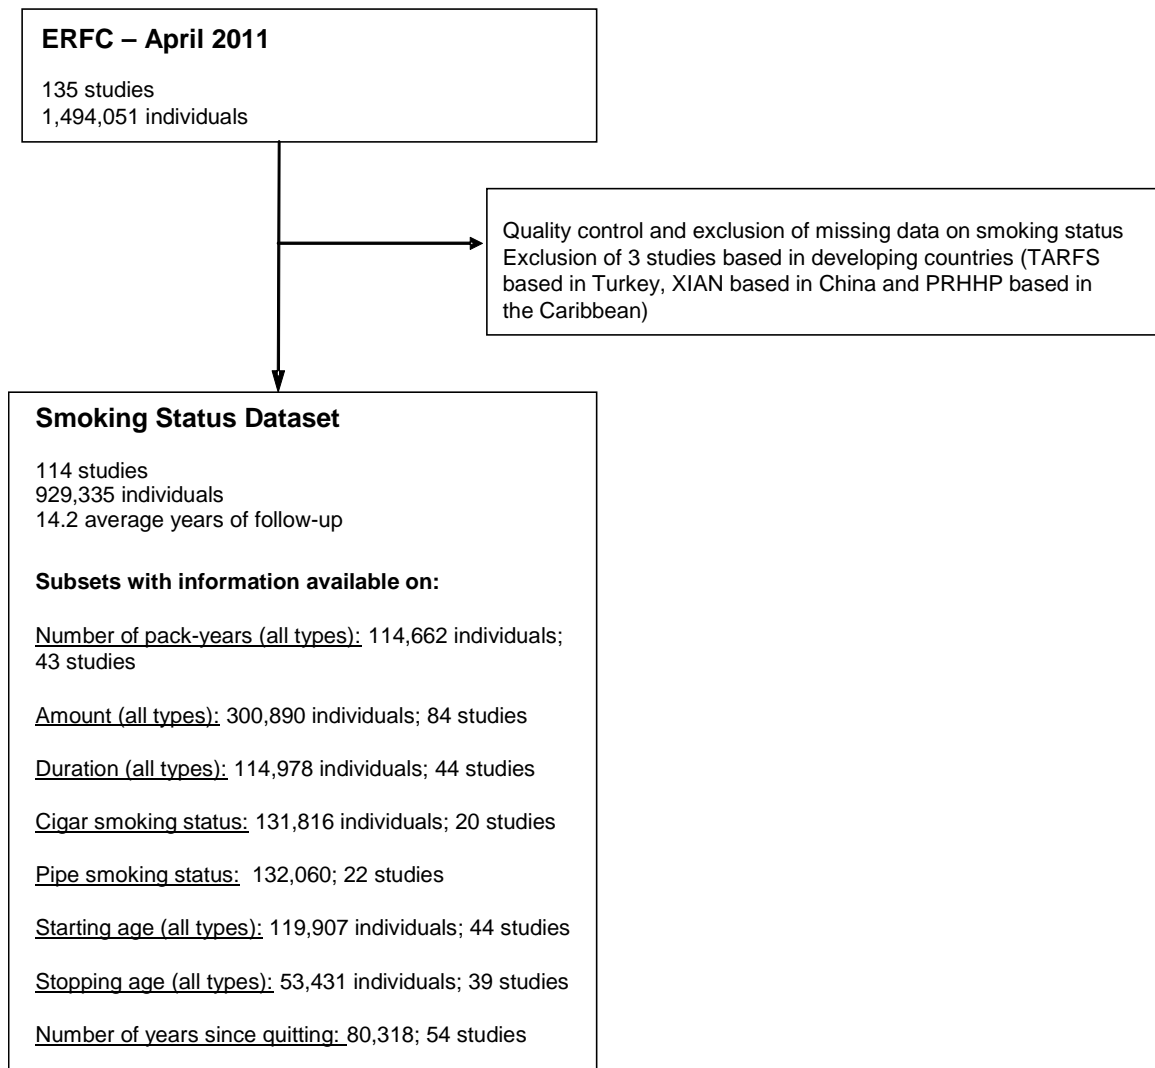 ERFC – April 2011
135 studies
1,494,051 individuals
Quality control and exclusion of missing data on smoking status
Exclusion of 3 studies based in developing countries (TARFS
based in Turkey, XIAN based in China and PRHHP based in
the Caribbean)
Smoking Status Dataset
114 studies
929,335 individuals
14.2 average years of follow-up
Subsets with information available on:
Number of pack-years (all types): 114,662 individuals;
43 studies
Amount (all types): 300,890 individuals; 84 studies
Duration (all types): 114,978 individuals; 44 studies
Cigar smoking status: 131,816 individuals; 20 studies
Pipe smoking status: 132,060; 22 studies
Starting age (all types): 119,907 individuals; 44 studies
Stopping age (all types): 53,431 individuals; 39 studies
Number of years since quitting: 80,318; 54 studies